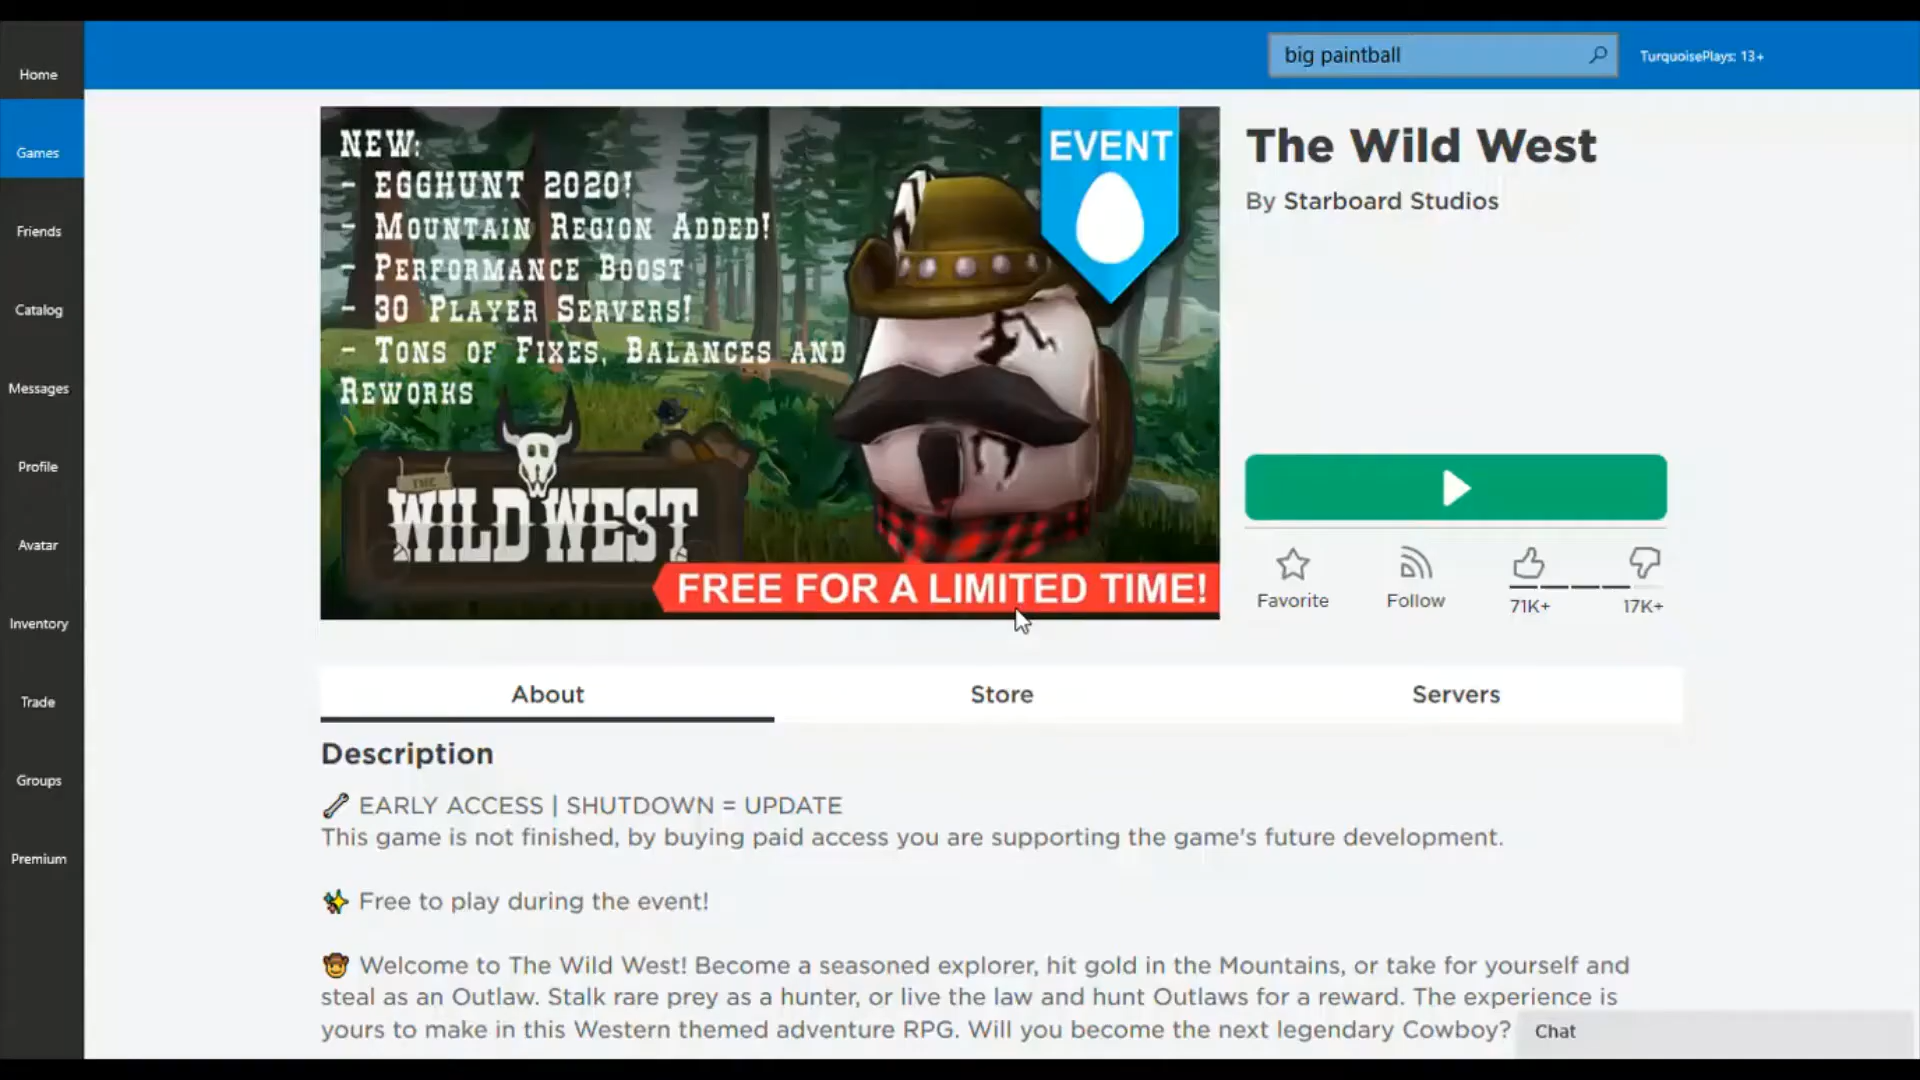 Home
Games
Friends
Catalog
Messages
Profile
Avatar
Inventory
Trade
Groups
Premium
big paintball
TurquoisePlays: 13+
NEW:
- EGGHUNT 2020!
- MOUNTAIN REGION ADDED!
- PERFORMANCE BOOST
- 30 PLAYER SERVERS!
- TONS OF FIXES, BALANCES AND
REWORKS
EVENT
THE
WILD WEST
FREE FOR A LIMITED TIME!
The Wild West
By Starboard Studios
Favorite
Follow
71K+
17K+
About
Store
Servers
Description
EARLY ACCESS | SHUTDOWN = UPDATE
This game is not finished, by buying paid access you are supporting the game's future development.
Free to play during the event!
Welcome to The Wild West! Become a seasoned explorer, hit gold in the Mountains, or take for yourself and
steal as an Outlaw. Stalk rare prey as a hunter, or live the law and hunt Outlaws for a reward. The experience is
yours to make in this Western themed adventure RPG. Will you become the next legendary Cowboy?
Chat